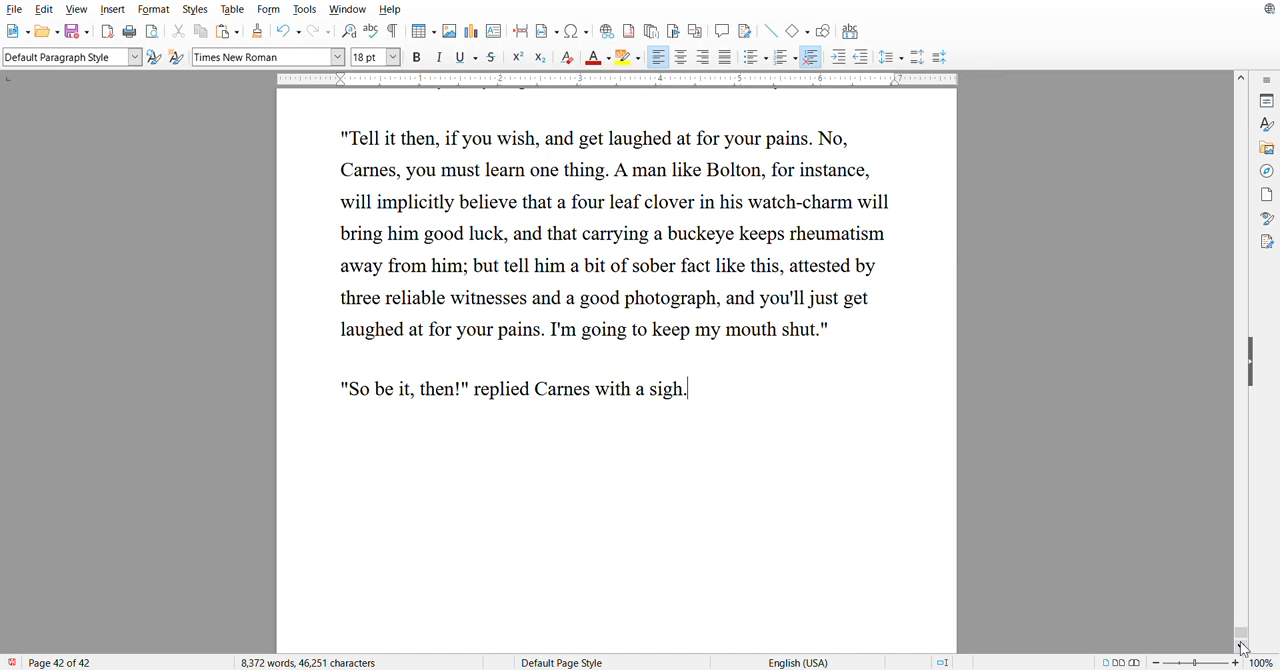 File Edit View Insert Format Styles Table Form Tools Window Help
Default Paragraph Style Times New Roman 18 pt
"Tell it then, if you wish, and get laughed at for your pains. No,
Carnes, you must learn one thing. A man like Bolton, for instance,
will implicitly believe that a four leaf clover in his watch-charm will
bring him good luck, and that carrying a buckeye keeps rheumatism
away from him; but tell him a bit of sober fact like this, attested by
three reliable witnesses and a good photograph, and you'll just get
laughed at for your pains. I'm going to keep my mouth shut."
"So be it, then!" replied Carnes with a sigh.
Page 42 of 42 8,372 words, 46,251 characters Default Page Style English (USA) 100%